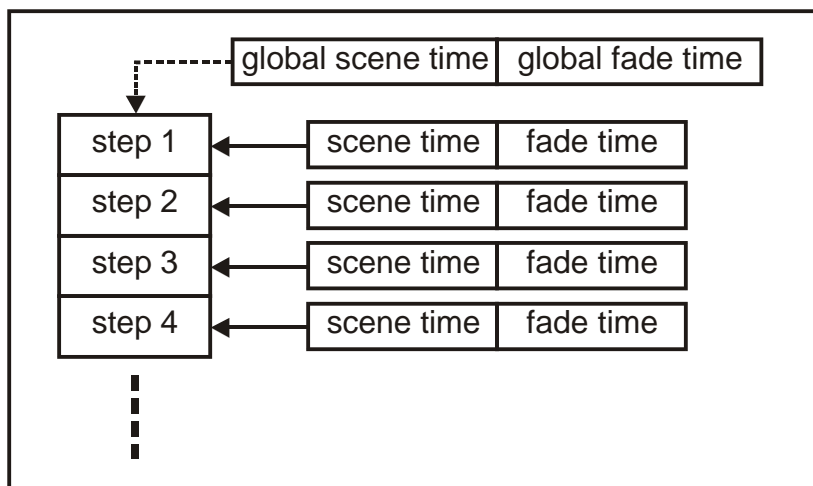 global scene time global fade time
step 1 scene time fade time
step 2 scene time fade time
step 3 scene time fade time
step 4 scene time fade time